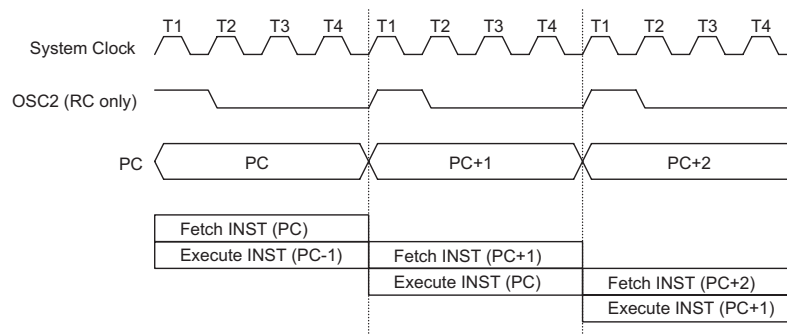 T1 T2 T3 T4 T1 T2 T3 T4 T1 T2 T3 T4
System Clock
OSC2 (RC only)
PC PC PC+1 PC+2
Fetch INST (PC)
Execute INST (PC-1) Fetch INST (PC+1)
Execute INST (PC) Fetch INST (PC+2)
Execute INST (PC+1)